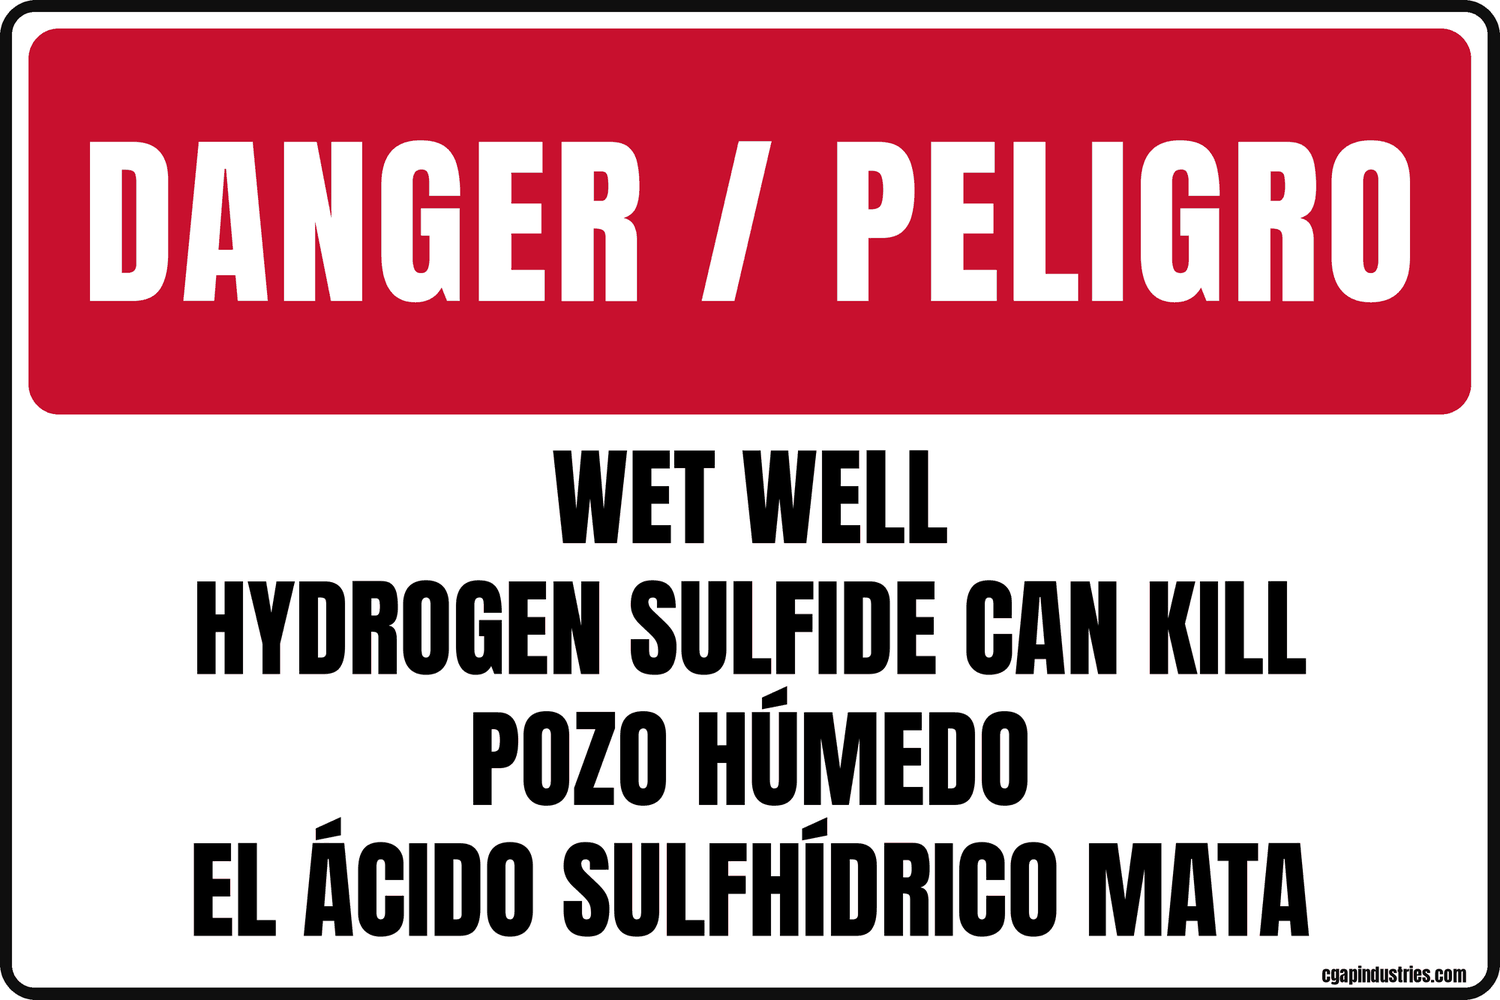 DANGER / PELIGRO
WET WELL
HYDROGEN SULFIDE CAN KILL
POZO HÚMEDO
EL ÁCIDO SULFHÍDRICO MATA
cgapindustries.com